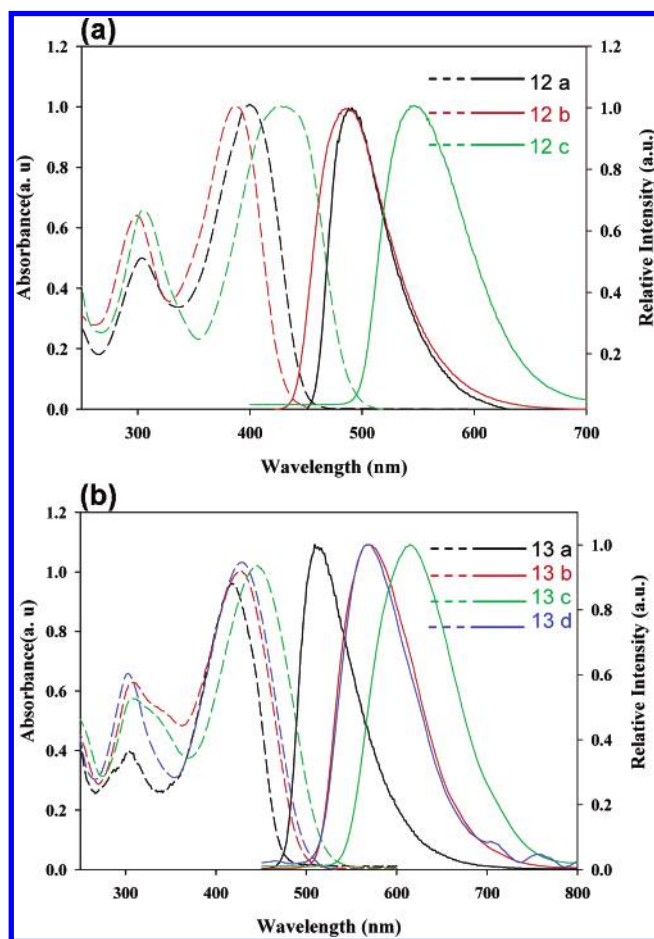 (a)
1.2
1.0
0.8
0.6
0.4
0.2
0.0
Absorbance(a. u)
1.2
1.0
0.8
0.6
0.4
0.2
Relative Intensity (a.u.)
12 a
12 b
12 c
300 400 500 600 700
Wavelength (nm)
(b)
1.2
1.0
0.8
0.6
0.4
0.2
0.0
Absorbance(a. u)
1.0
0.8
0.6
0.4
0.2
0.0
Relative Intensity (a.u.)
13 a
13 b
13 c
13 d
300 400 500 600 700 800
Wavelength (nm)